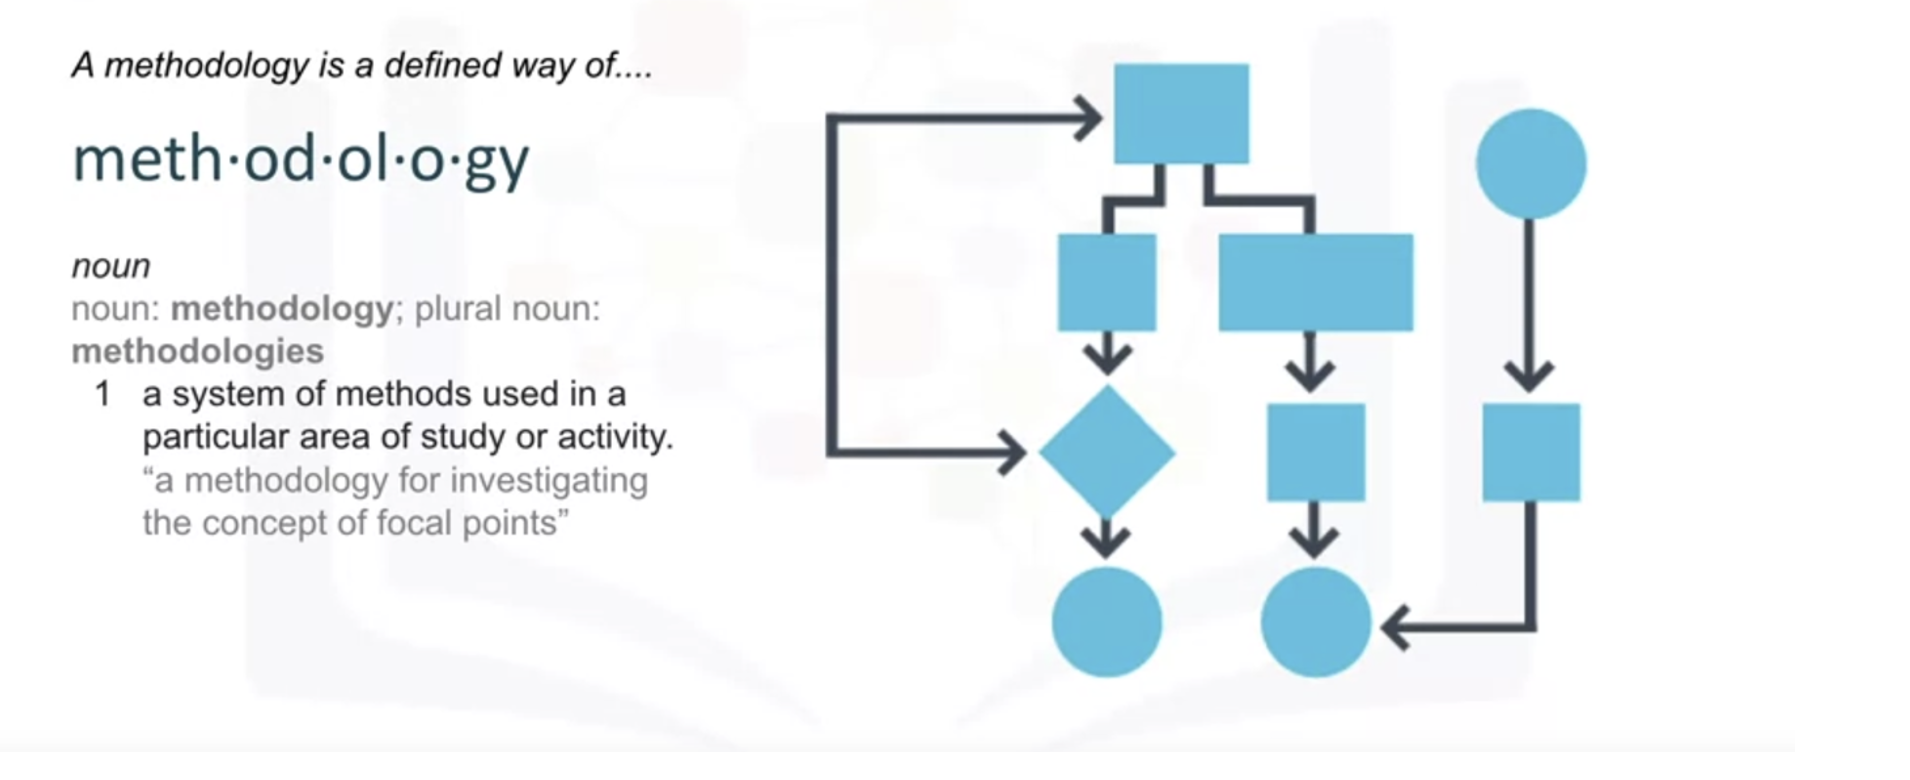 A methodology is a defined way of....
meth·od·ol·o·gy
noun
noun: methodology; plural noun:
methodologies
1 a system of methods used in a
particular area of study or activity.
“a methodology for investigating
the concept of focal points”